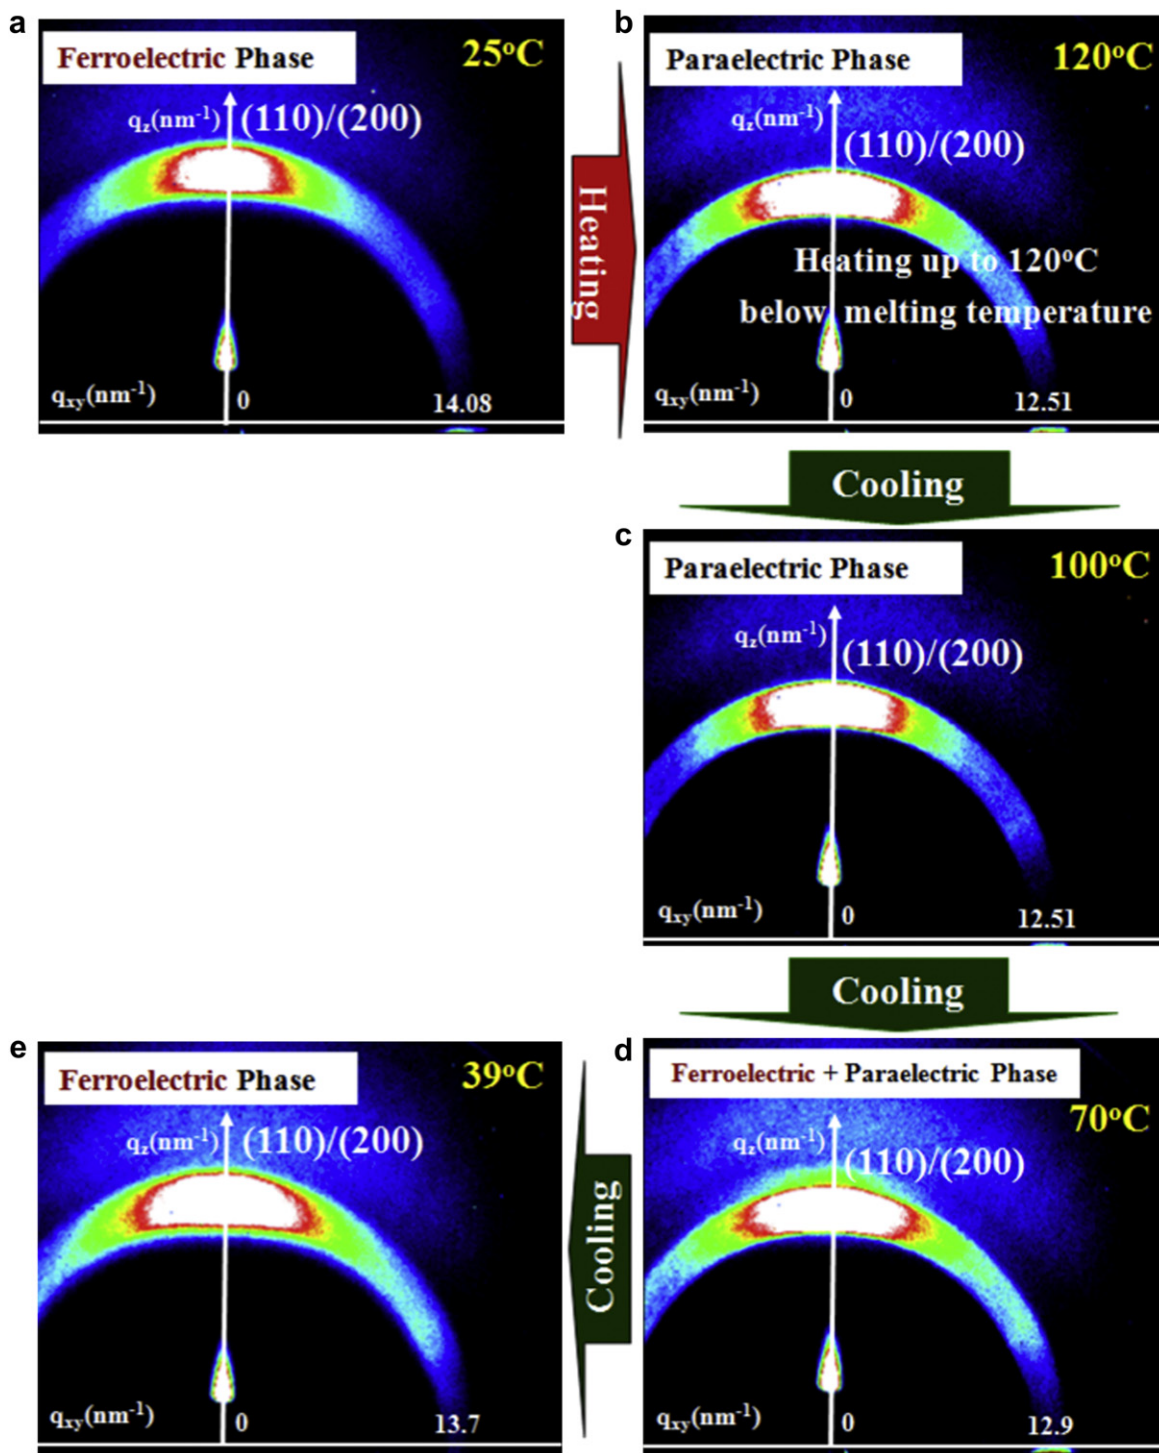 a
Ferroelectric Phase
25°C
qz(nm-1)
(110)/(200)
qxy(nm-1)
0
14.08
Heating
b
Paraelectric Phase
120°C
qz(nm-1)
(110)/(200)
Heating up to 120°C
below melting temperature
qxy(nm-1)
0
12.51
Cooling
c
Paraelectric Phase
100°C
qz(nm-1)
(110)/(200)
qxy(nm-1)
0
12.51
Cooling
d
Ferroelectric + Paraelectric Phase
70°C
qz(nm-1)
(110)/(200)
qxy(nm-1)
0
12.9
Cooling
e
Ferroelectric Phase
39°C
qz(nm-1)
(110)/(200)
qxy(nm-1)
0
13.7